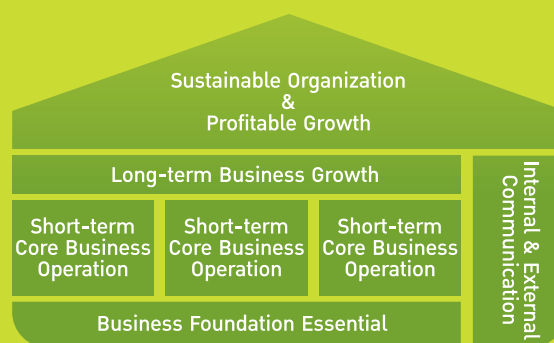 Sustainable Organization
&
Profitable Growth
Long-term Business Growth
Short-term
Core Business
Operation
Short-term
Core Business
Operation
Short-term
Core Business
Operation
Business Foundation Essential
Internal & External
Communication